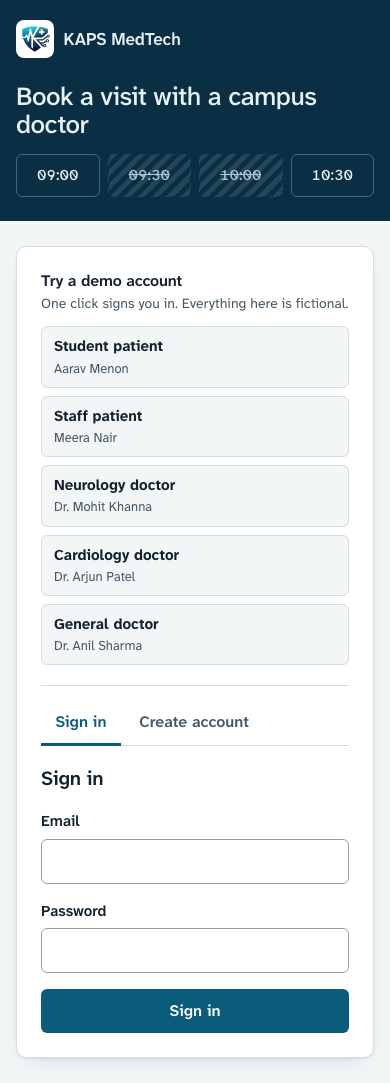 KAPS MedTech
Book a visit with a campus
doctor
09:00 09:30 10:00 10:30
Try a demo account
One click signs you in. Everything here is fictional.
Student patient
Aarav Menon
Staff patient
Meera Nair
Neurology doctor
Dr. Mohit Khanna
Cardiology doctor
Dr. Arjun Patel
General doctor
Dr. Anil Sharma
Sign in Create account
Sign in
Email
Password
Sign in